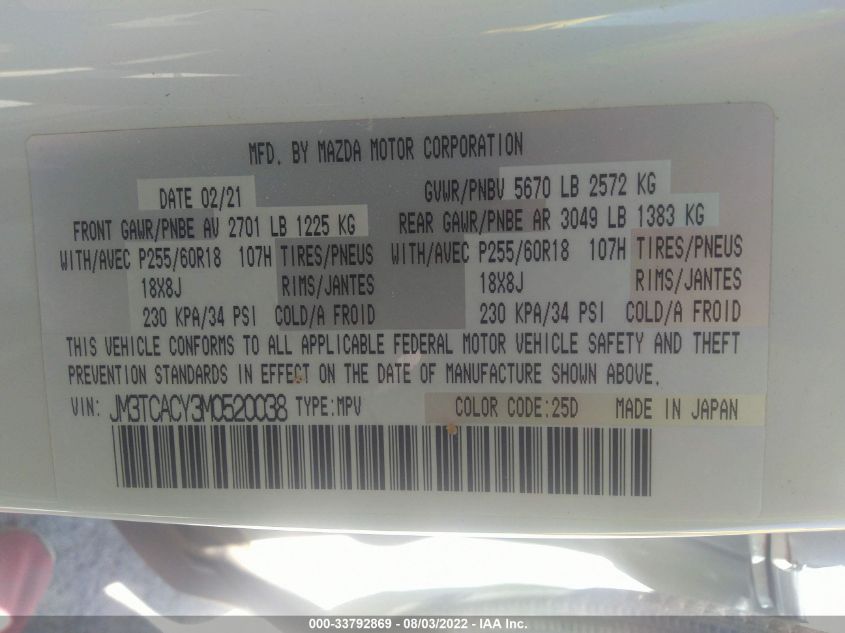 MFD. BY MAZDA MOTOR CORPORATION
DATE 02/21 GVWR/PNBV 5670 LB 2572 KG
FRONT GAWR/PNBE AV 2701 LB 1225 KG REAR GAWR/PNBE AR 3049 LB 1383 KG
WITH/AVEC P255/60R18 107H TIRES/PNEUS WITH/AVEC P255/60R18 107H TIRES/PNEUS
18X8J RIMS/JANTES 18X8J RIMS/JANTES
230 KPA/34 PSI COLD/A FROID 230 KPA/34 PSI COLD/A FROID
THIS VEHICLE CONFORMS TO ALL APPLICABLE FEDERAL MOTOR VEHICLE SAFETY AND THEFT
PREVENTION STANDARDS IN EFFECT ON THE DATE OF MANUFACTURE SHOWN ABOVE.
VIN: JM3TCACY3M0520038 TYPE:MPV COLOR CODE:25D MADE IN JAPAN
000-33792869 - 08/03/2022 - IAA Inc.